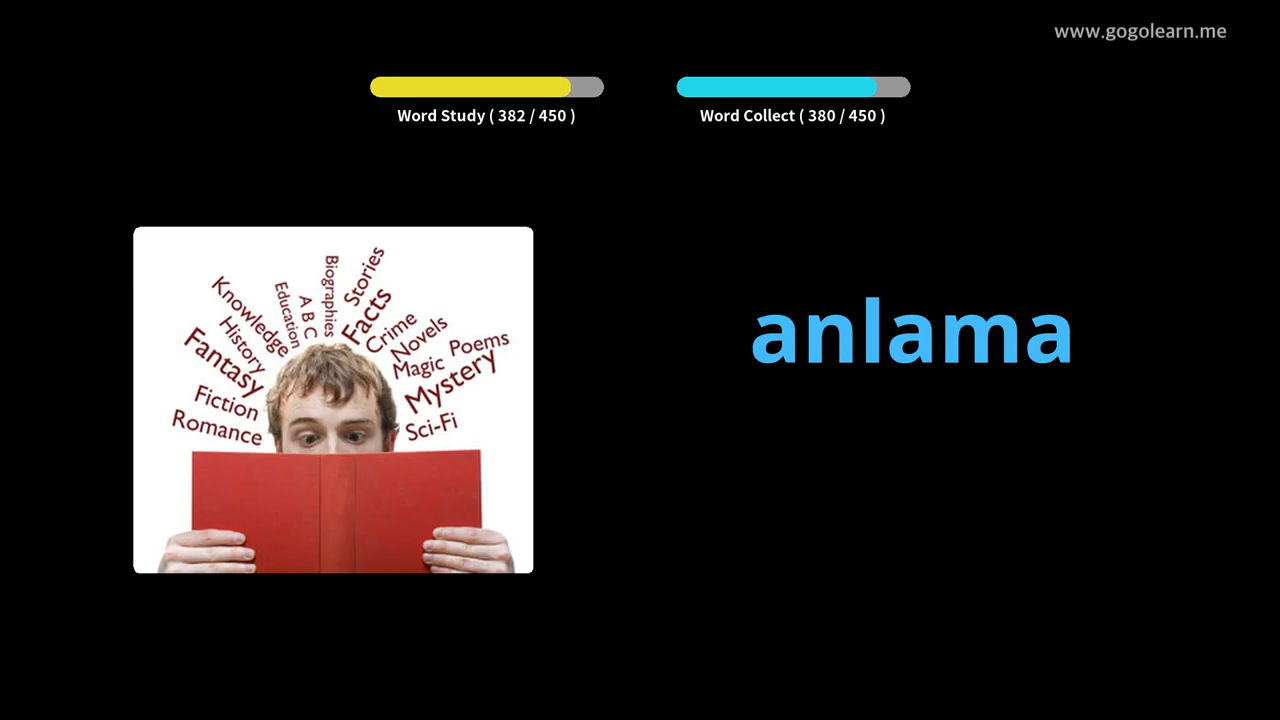 www.gogolearn.me
Word Study ( 382 / 450 )
Word Collect ( 380 / 450 )
Biographies
Stories
Education
A B C
Facts
Knowledge
Crime
History
Novels
Fantasy
Magic
Poems
Mystery
Fiction
Romance
Sci-Fi
anlama